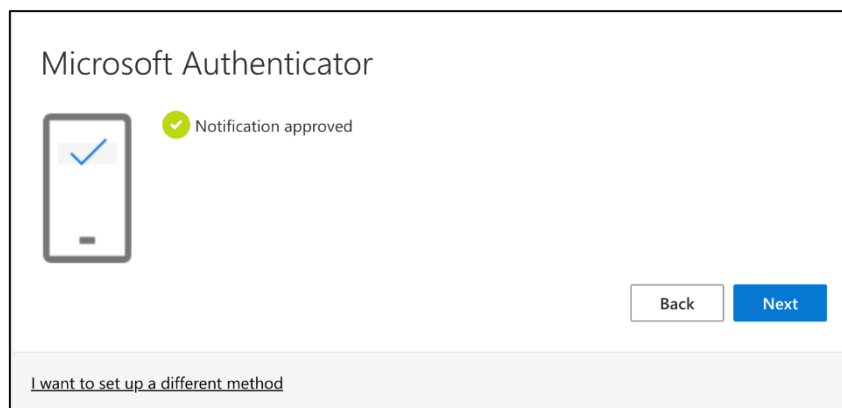 Microsoft Authenticator
Notification approved
Back
Next
I want to set up a different method